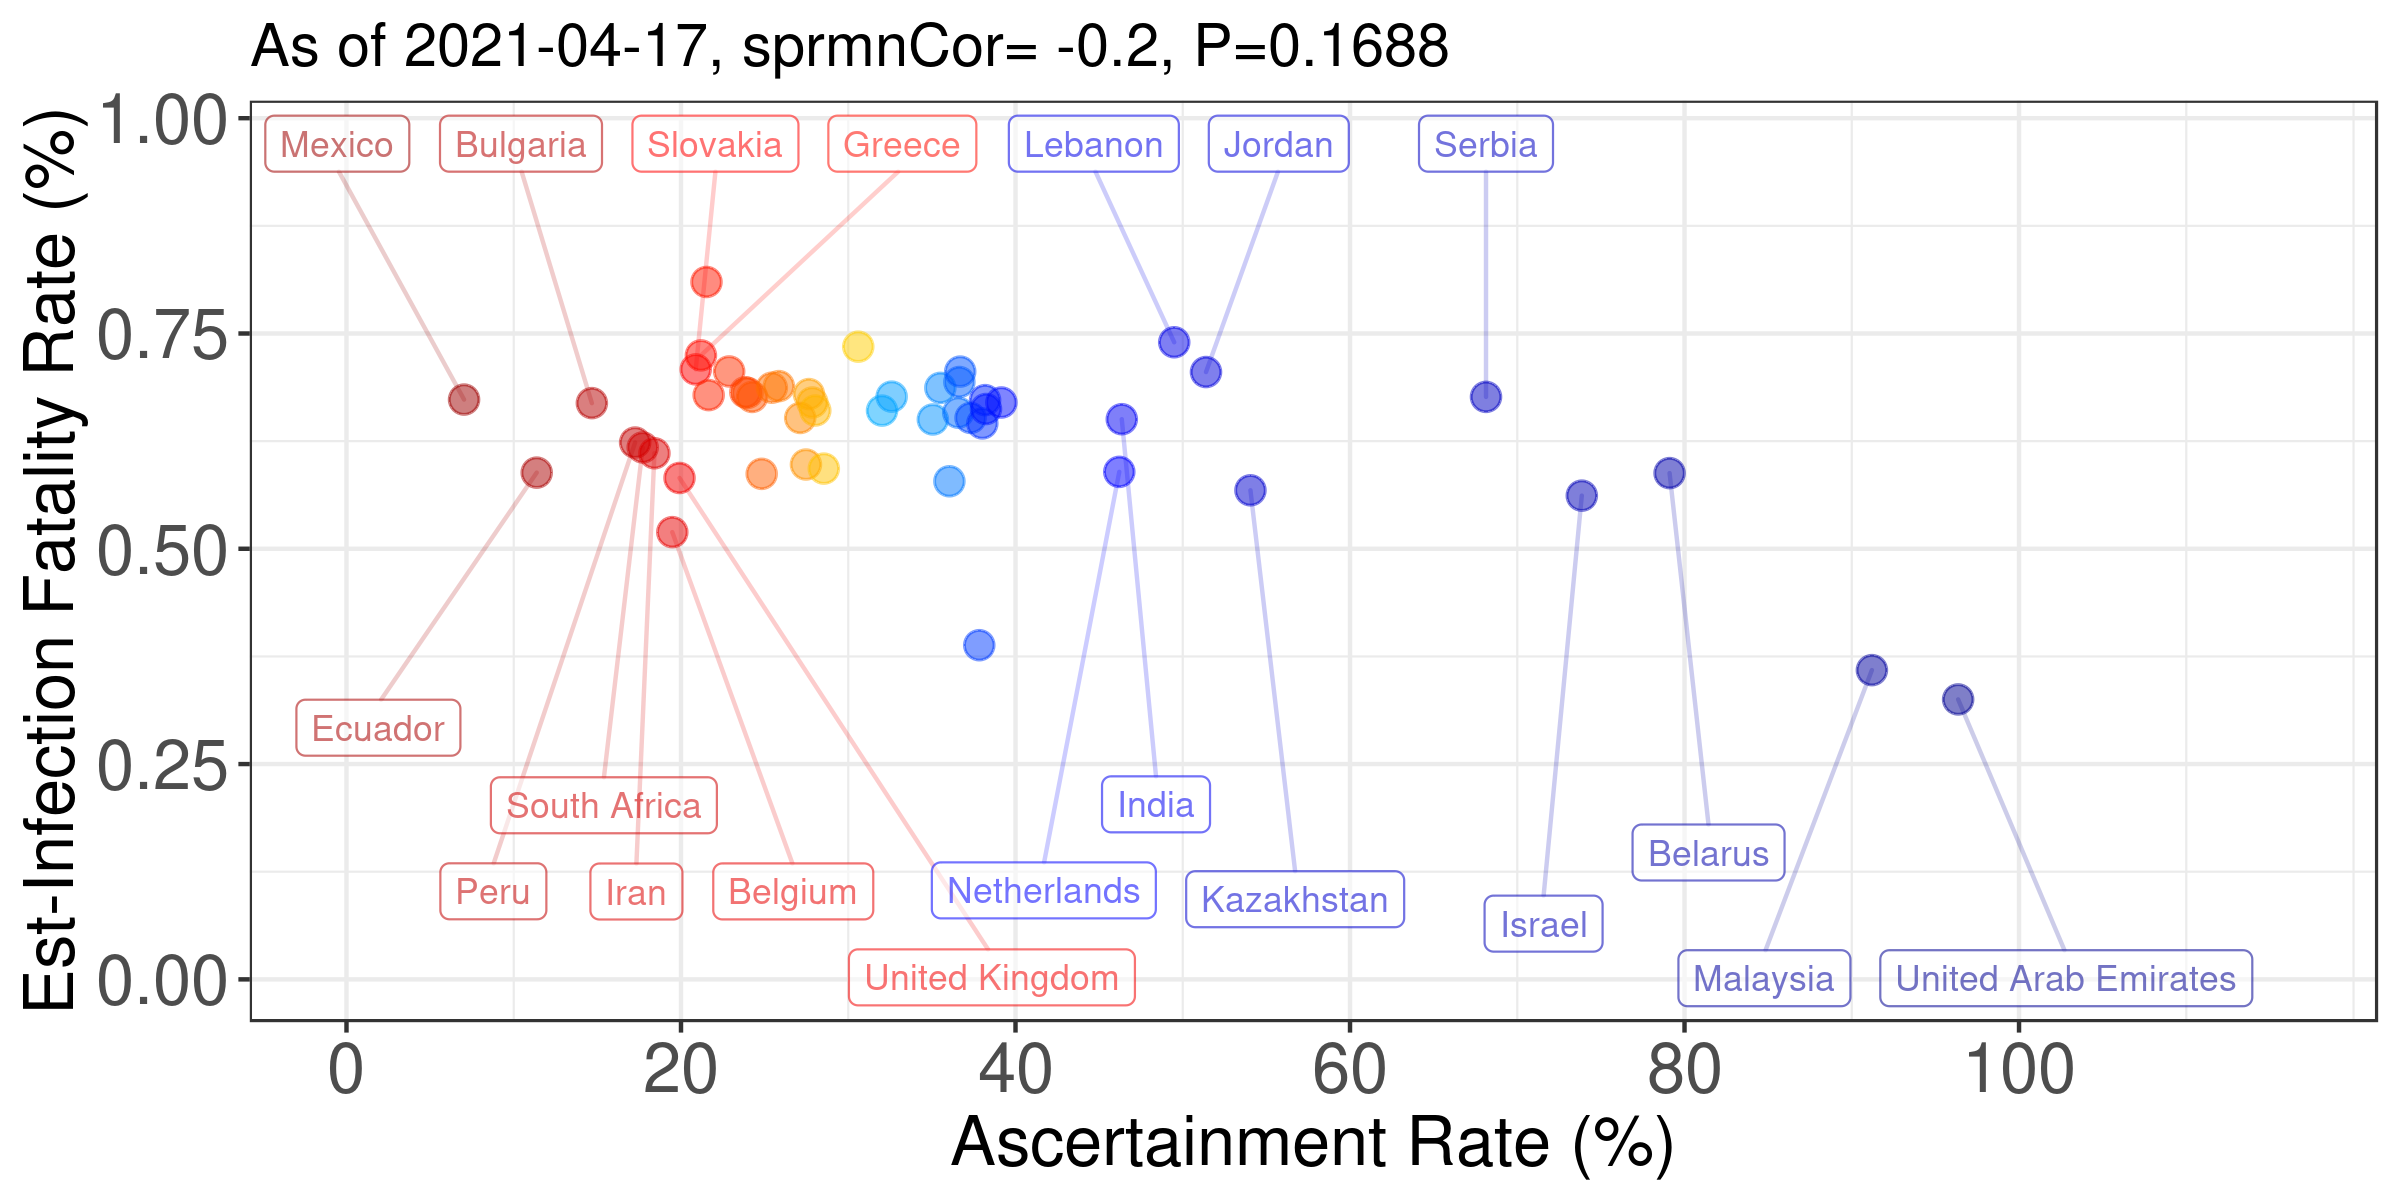 As of 2021-04-17, sprmnCor= -0.2, P=0.1688
Est-Infection Fatality Rate (%)
1.00
0.75
0.50
0.25
0.00
Mexico
Bulgaria
Slovakia
Greece
Lebanon
Jordan
Serbia
Ecuador
South Africa
India
Belarus
Peru
Iran
Belgium
Netherlands
Kazakhstan
Israel
United Kingdom
Malaysia
United Arab Emirates
0
20
40
60
80
100
Ascertainment Rate (%)